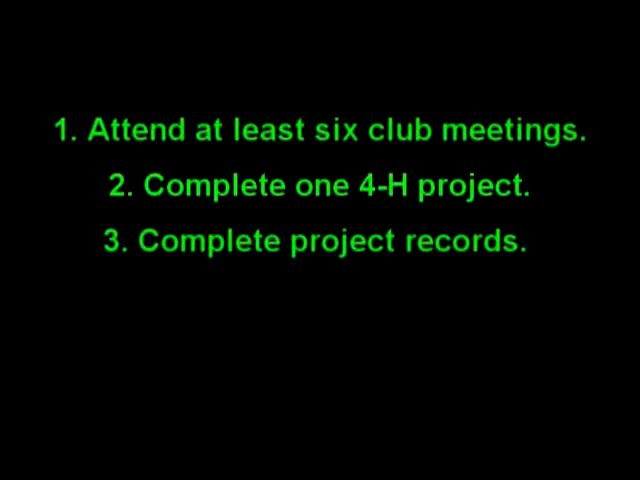 1. Attend at least six club meetings.
2. Complete one 4-H project.
3. Complete project records.